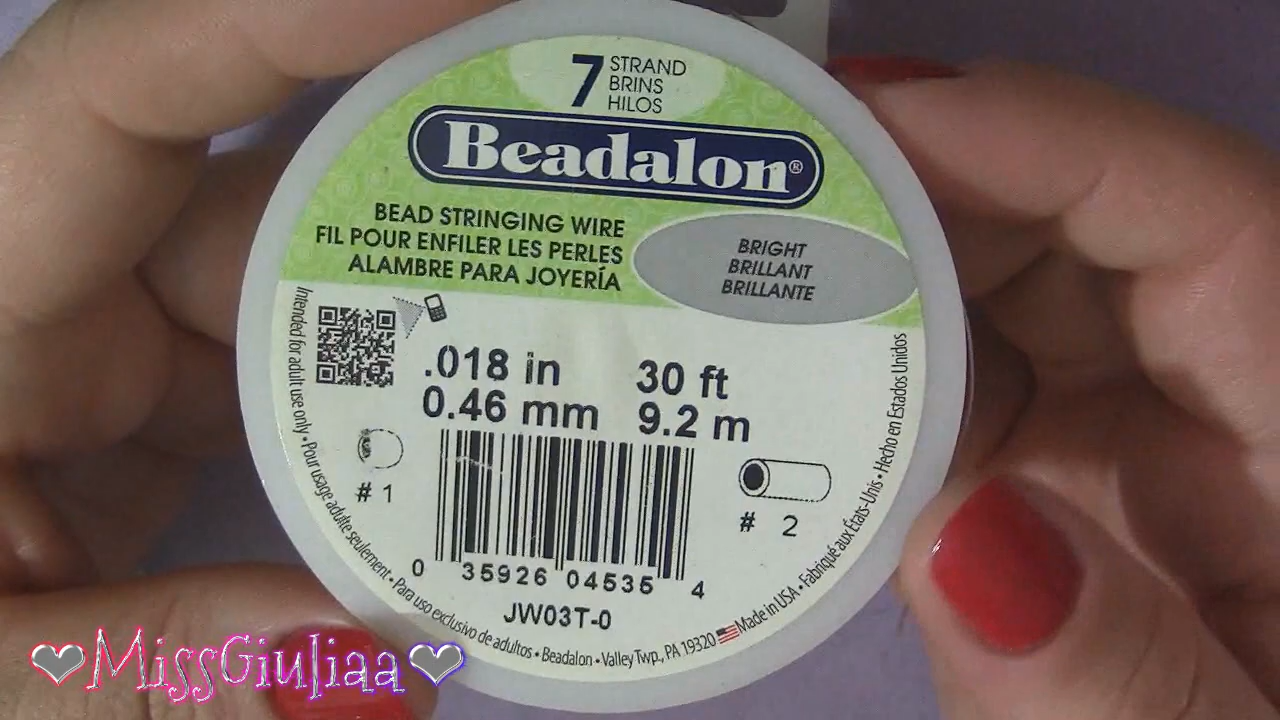 7 STRAND
BRINS
HILOS
Beadalon®
BEAD STRINGING WIRE
FIL POUR ENFILER LES PERLES
ALAMBRE PARA JOYERÍA
BRIGHT
BRILLANT
BRILLANTE
.018 in 30 ft
0.46 mm 9.2 m
# 1
# 2
0 35926 04535 4
JW03T-0
Intended for adult use only • Pour usage adulte seulement • Para uso exclusivo de adultos • Beadalon • Valley Twp., PA 19320 Made in USA • Fabriqué aux États-Unis • Hecho en Estados Unidos
❤MissGiuliaa❤